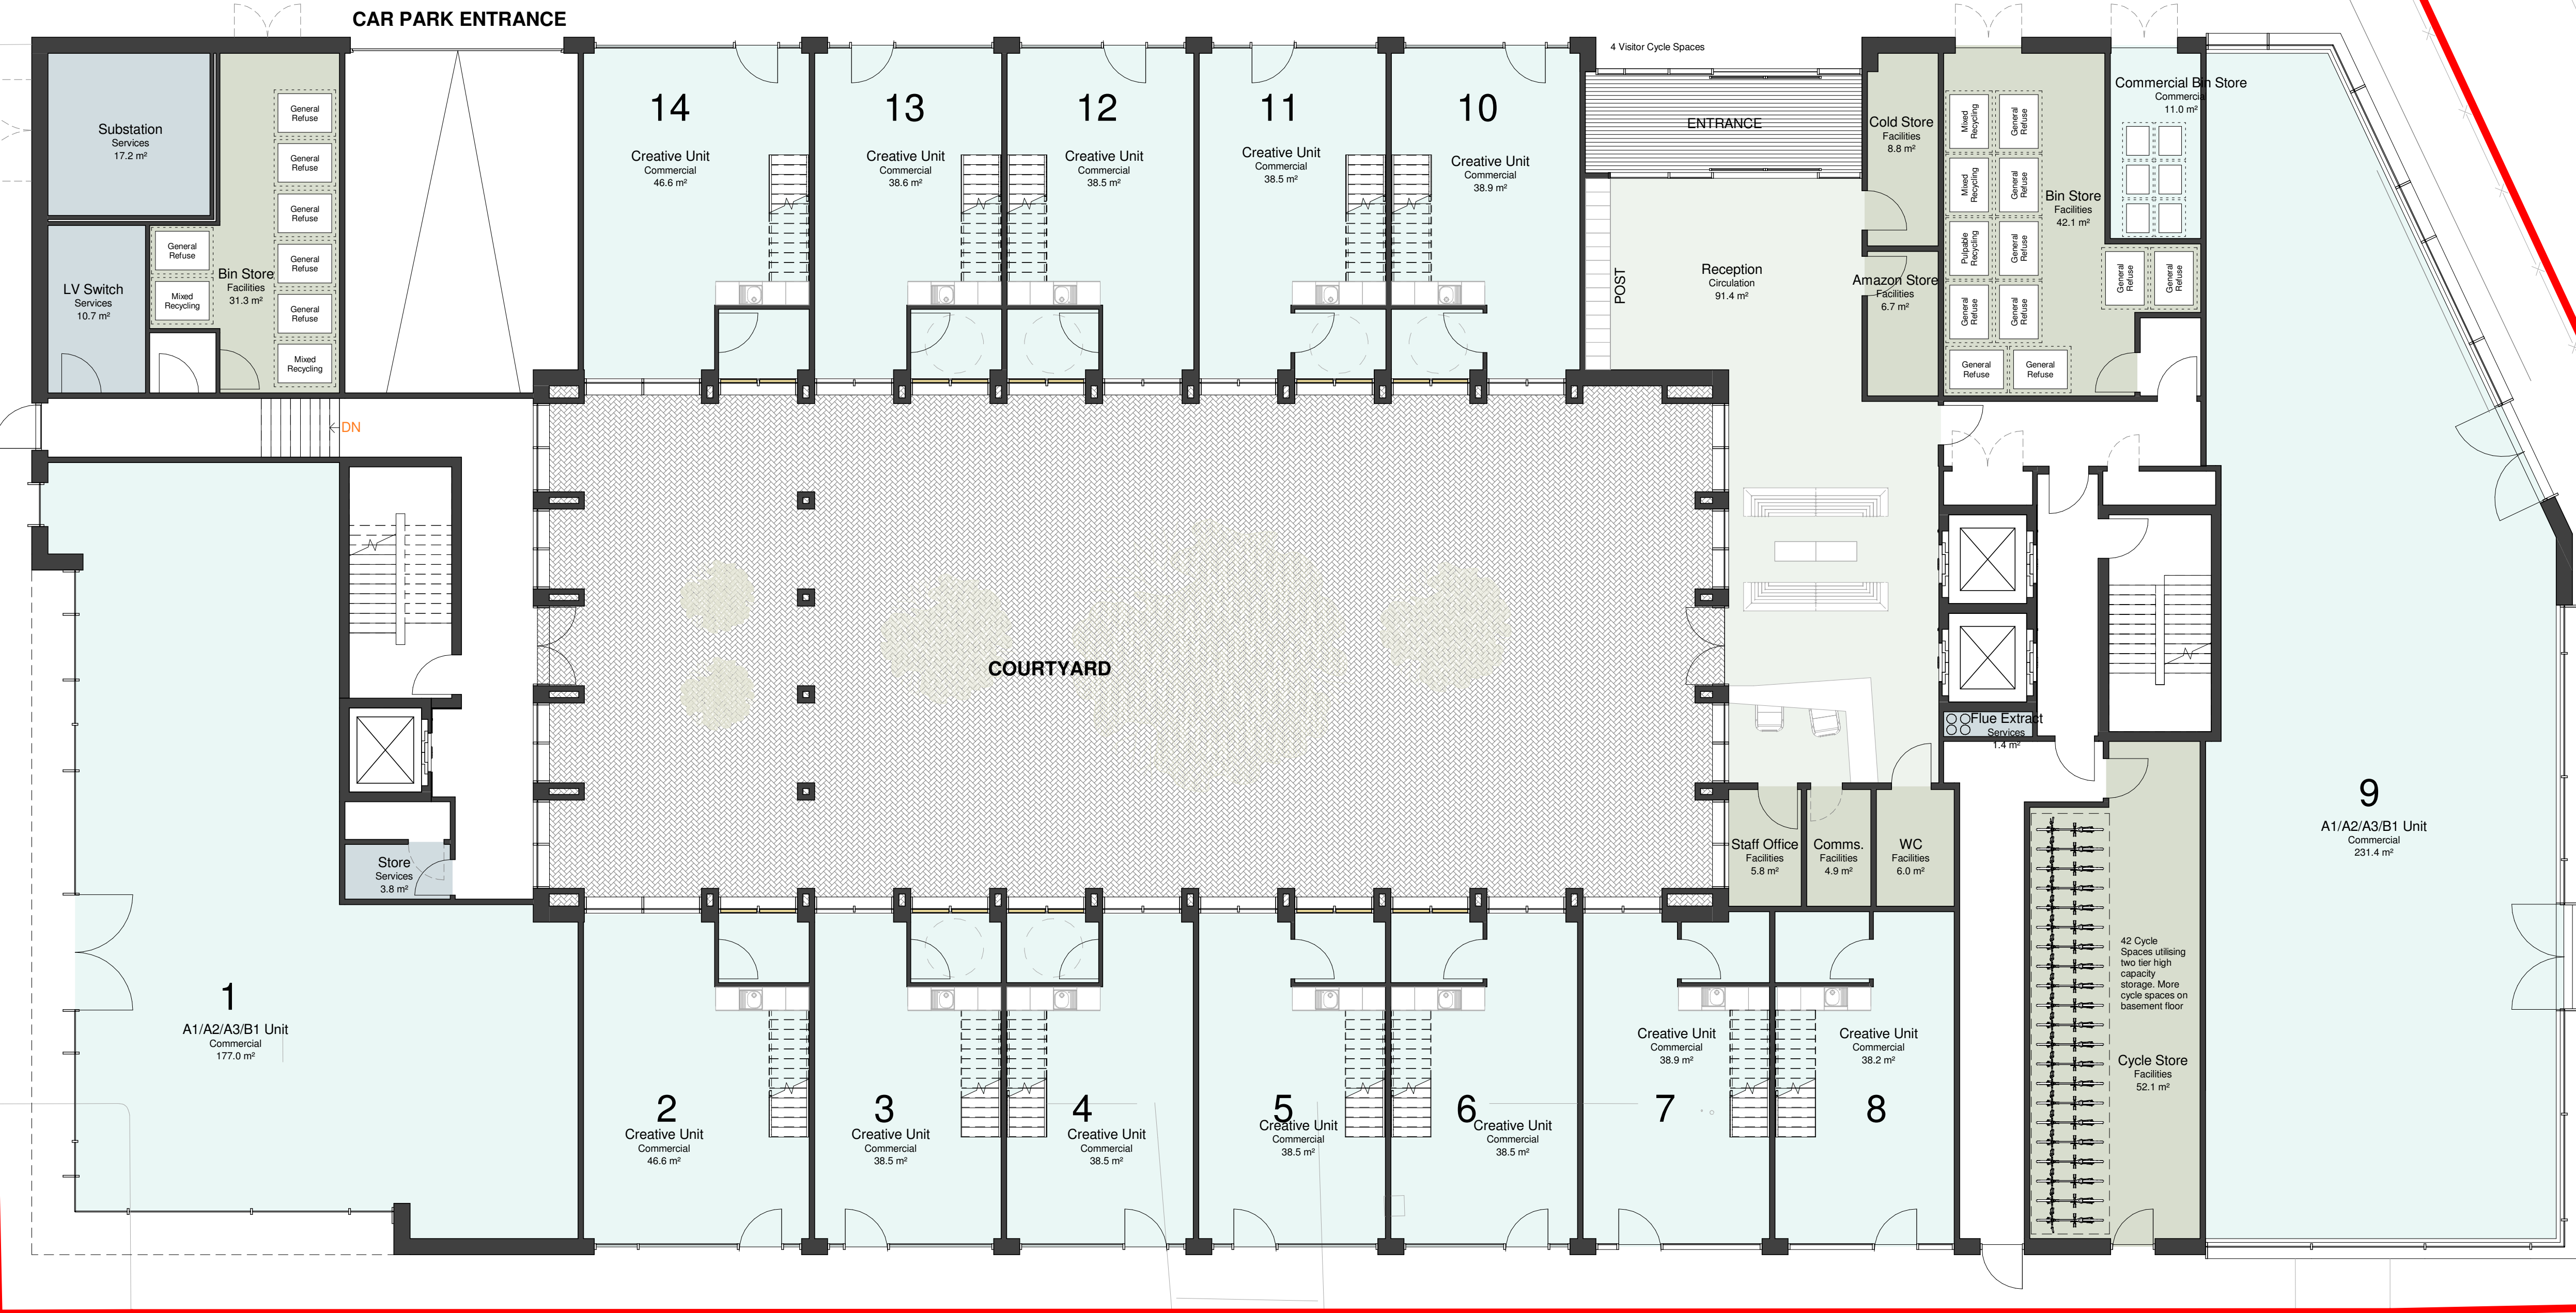 CAR PARK ENTRANCE
4 Visitor Cycle Spaces
Substation
Services
17.2 m²
General
Refuse
General
Refuse
General
Refuse
General
Refuse
General
Refuse
Mixed
Recycling
General
Refuse
Mixed
Recycling
Bin Store
Facilities
31.3 m²
LV Switch
Services
10.7 m²
DN
14
Creative Unit
Commercial
46.6 m²
13
Creative Unit
Commercial
38.6 m²
12
Creative Unit
Commercial
38.5 m²
11
Creative Unit
Commercial
38.5 m²
10
Creative Unit
Commercial
38.9 m²
ENTRANCE
POST
Reception
Circulation
91.4 m²
Cold Store
Facilities
8.8 m²
Amazon Store
Facilities
6.7 m²
Mixed
Recycling
General
Refuse
Mixed
Recycling
General
Refuse
Pulpable
Recycling
General
Refuse
General
Refuse
General
Refuse
General
Refuse
General
Refuse
Bin Store
Facilities
42.1 m²
General
Refuse
General
Refuse
Commercial Bin Store
Commercial
11.0 m²
COURTYARD
Flue Extract
Services
1.4 m²
Store
Services
3.8 m²
Staff Office
Facilities
5.8 m²
Comms.
Facilities
4.9 m²
WC
Facilities
6.0 m²
9
A1/A2/A3/B1 Unit
Commercial
231.4 m²
42 Cycle
Spaces utilising
two tier high
capacity
storage. More
cycle spaces on
basement floor
Cycle Store
Facilities
52.1 m²
1
A1/A2/A3/B1 Unit
Commercial
177.0 m²
2
Creative Unit
Commercial
46.6 m²
3
Creative Unit
Commercial
38.5 m²
4
Creative Unit
Commercial
38.5 m²
5
Creative Unit
Commercial
38.5 m²
6
Creative Unit
Commercial
38.5 m²
Creative Unit
Commercial
38.9 m²
7
Creative Unit
Commercial
38.2 m²
8